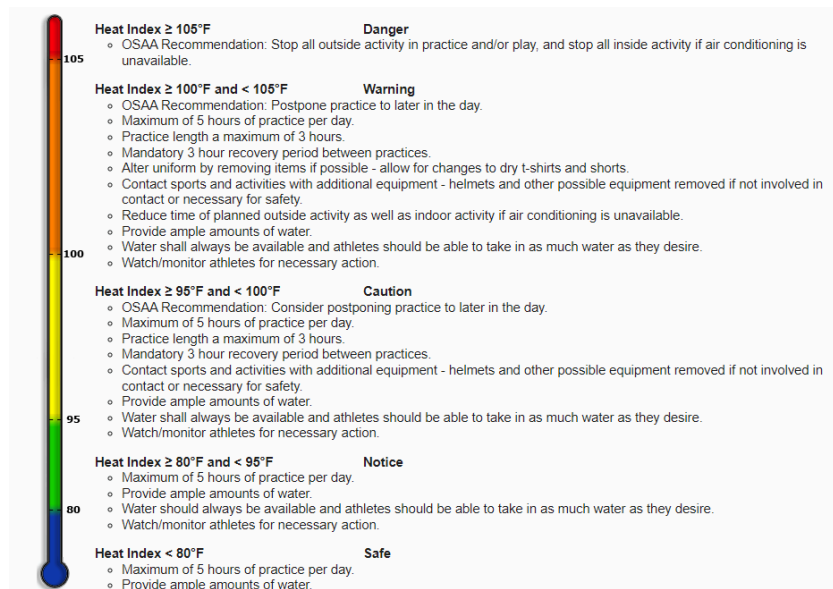 Heat Index ≥ 105°F Danger
OSAA Recommendation: Stop all outside activity in practice and/or play, and stop all inside activity if air conditioning is
unavailable.
105
Heat Index ≥ 100°F and < 105°F Warning
OSAA Recommendation: Postpone practice to later in the day.
Maximum of 5 hours of practice per day.
Practice length a maximum of 3 hours.
Mandatory 3 hour recovery period between practices.
Alter uniform by removing items if possible - allow for changes to dry t-shirts and shorts.
Contact sports and activities with additional equipment - helmets and other possible equipment removed if not involved in
contact or necessary for safety.
Reduce time of planned outside activity as well as indoor activity if air conditioning is unavailable.
Provide ample amounts of water.
Water shall always be available and athletes should be able to take in as much water as they desire.
100
Watch/monitor athletes for necessary action.
Heat Index ≥ 95°F and < 100°F Caution
OSAA Recommendation: Consider postponing practice to later in the day.
Maximum of 5 hours of practice per day.
Practice length a maximum of 3 hours.
Mandatory 3 hour recovery period between practices.
Contact sports and activities with additional equipment - helmets and other possible equipment removed if not involved in
contact or necessary for safety.
Provide ample amounts of water.
95
Water shall always be available and athletes should be able to take in as much water as they desire.
Watch/monitor athletes for necessary action.
Heat Index ≥ 80°F and < 95°F Notice
Maximum of 5 hours of practice per day.
Provide ample amounts of water.
80
Water should always be available and athletes should be able to take in as much water as they desire.
Watch/monitor athletes for necessary action.
Heat Index < 80°F Safe
Maximum of 5 hours of practice per day.
Provide ample amounts of water.